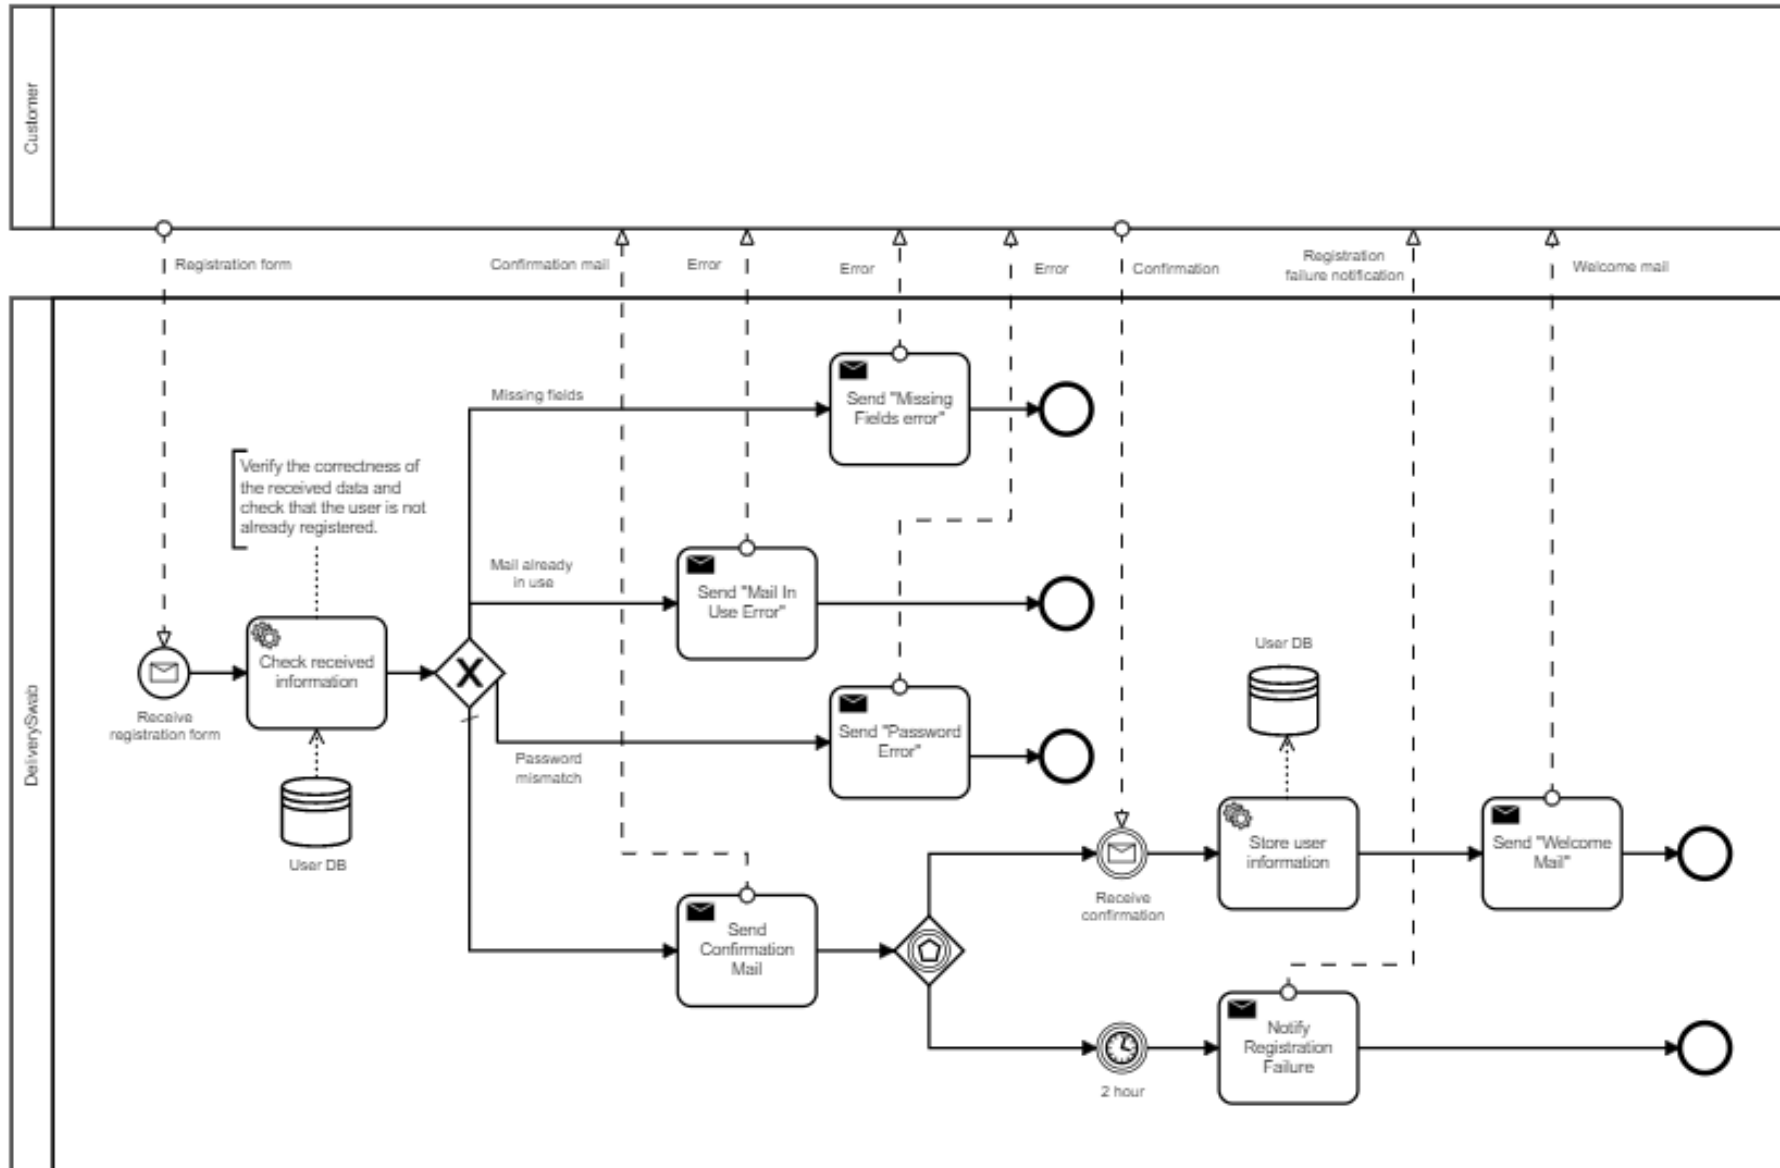 Customer
Registration form
Confirmation mail
Error
Error
Error
Confirmation
Registration
failure notification
Welcome mail
DeliverySwab
Missing fields
Send "Missing
Fields error"
Verify the correctness of
the received data and
check that the user is not
already registered.
Mail already
in use
Send "Mail In
Use Error"
Check received
information
Receive
registration form
User DB
Password
mismatch
Send "Password
Error"
User DB
Receive
confirmation
Store user
information
Send "Welcome
Mail"
Send
Confirmation
Mail
2 hour
Notify
Registration
Failure